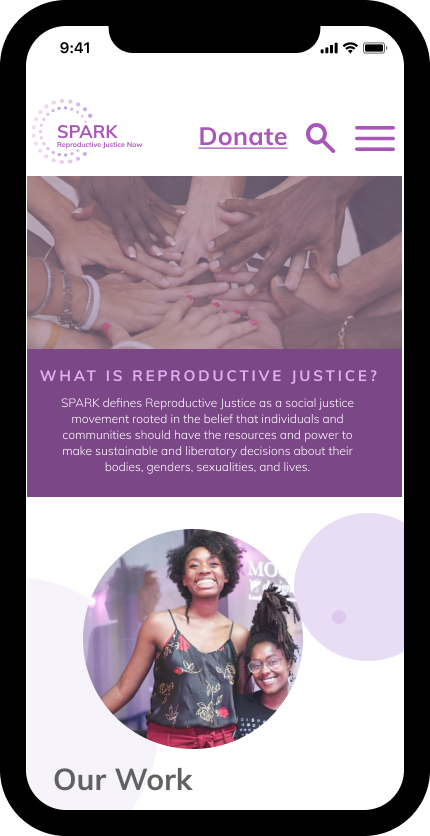 9:41
SPARK
Reproductive Justice Now
Donate
WHAT IS REPRODUCTIVE JUSTICE?
SPARK defines Reproductive Justice as a social justice
movement rooted in the belief that individuals and
communities should have the resources and power to
make sustainable and liberatory decisions about their
bodies, genders, sexualities, and lives.
Our Work